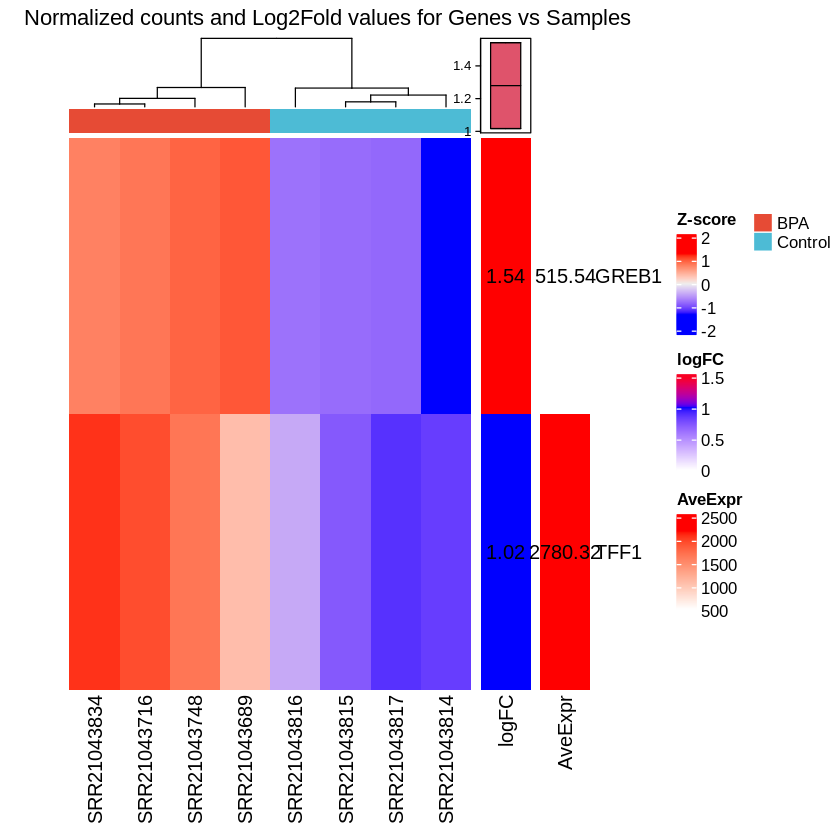 Normalized counts and Log2Fold values for Genes vs Samples
1.4
1.2
1
Z-score
2
1
0
-1
-2
BPA
Control
1.54 515.54 GREB1
logFC
1.5
1
0.5
0
AveExpr
2500
2000
1500
1000
500
1.02 2780.32 TFF1
SRR21043834
SRR21043716
SRR21043748
SRR21043689
SRR21043816
SRR21043815
SRR21043817
SRR21043814
logFC
AveExpr